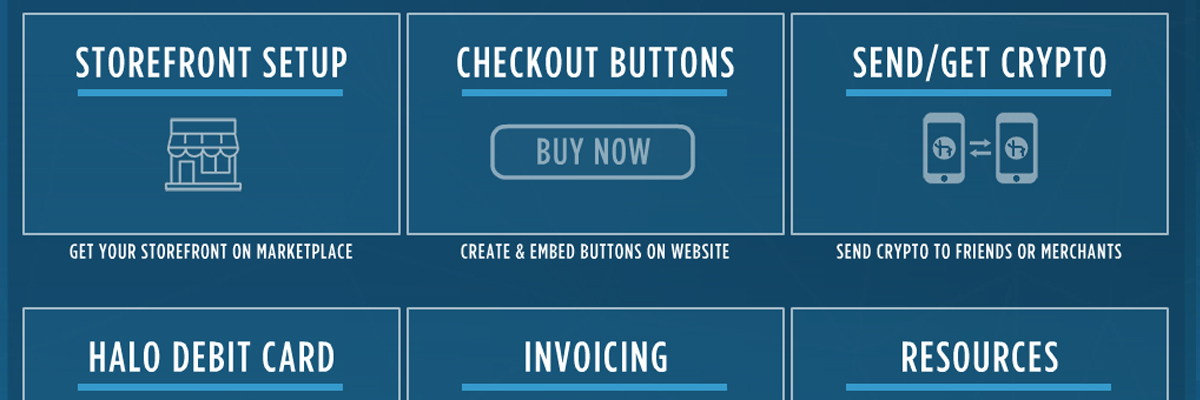 STOREFRONT SETUP
CHECKOUT BUTTONS
SEND/GET CRYPTO
BUY NOW
GET YOUR STOREFRONT ON MARKETPLACE
CREATE & EMBED BUTTONS ON WEBSITE
SEND CRYPTO TO FRIENDS OR MERCHANTS
HALO DEBIT CARD
INVOICING
RESOURCES